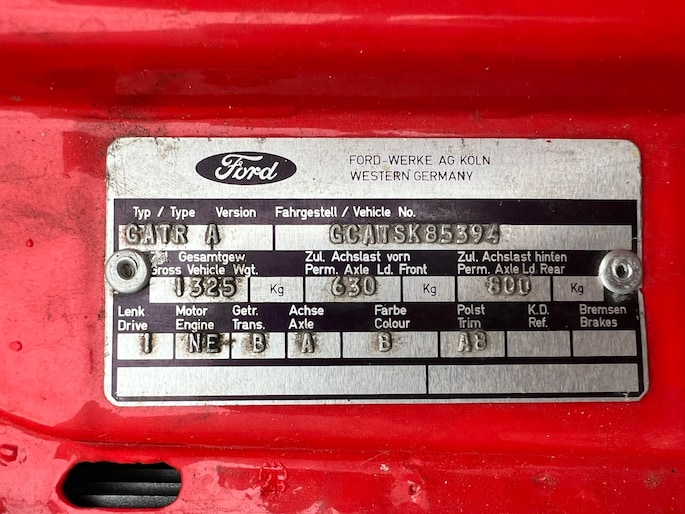 Ford
FORD-WERKE AG KÖLN
WESTERN GERMANY
Typ / Type Version Fahrgestell / Vehicle No.
GATR A GCATSK85394
l. Gesamtgew Zul. Achslast vorn Zul. Achslast hinten
Gross Vehicle Wgt. Perm. Axle Ld. Front Perm. Axle Ld Rear
1325 Kg 630 Kg 800 Kg
Lenk Motor Getr. Achse Farbe Polst K.D. Bremsen
Drive Engine Trans. Axle Colour Trim Ref. Brakes
1 NE B A B A8